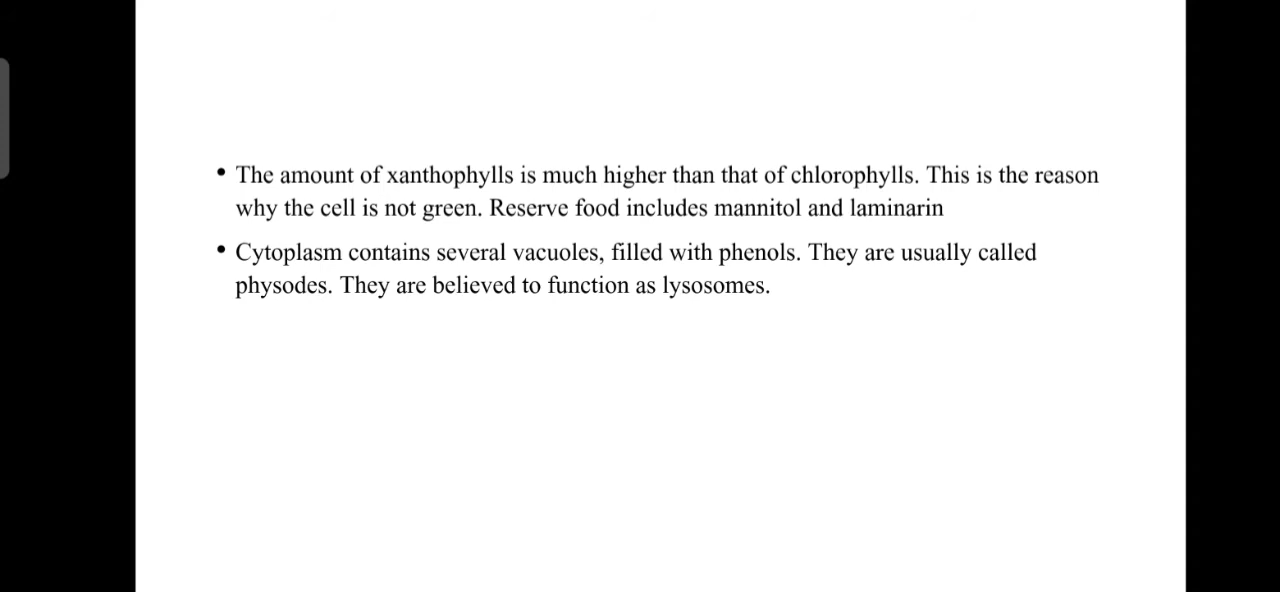 • The amount of xanthophylls is much higher than that of chlorophylls. This is the reason
why the cell is not green. Reserve food includes mannitol and laminarin
• Cytoplasm contains several vacuoles, filled with phenols. They are usually called
physodes. They are believed to function as lysosomes.